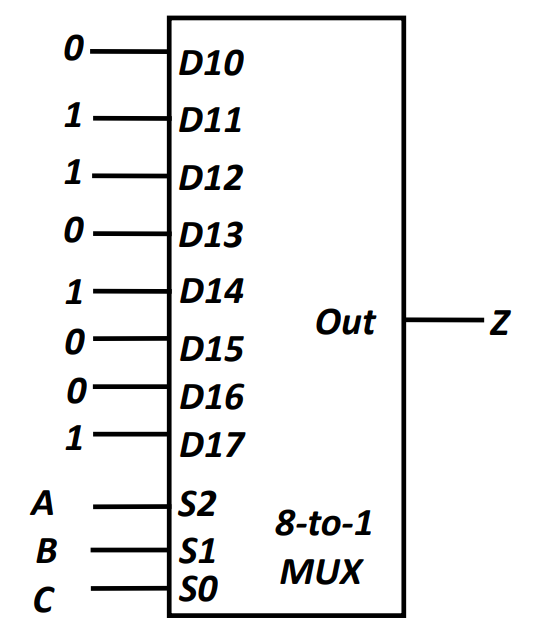 0 D10
1 D11
1 D12
0 D13
1 D14
Out Z
0 D15
0 D16
1 D17
A S2
8-to-1
B S1
MUX
C S0